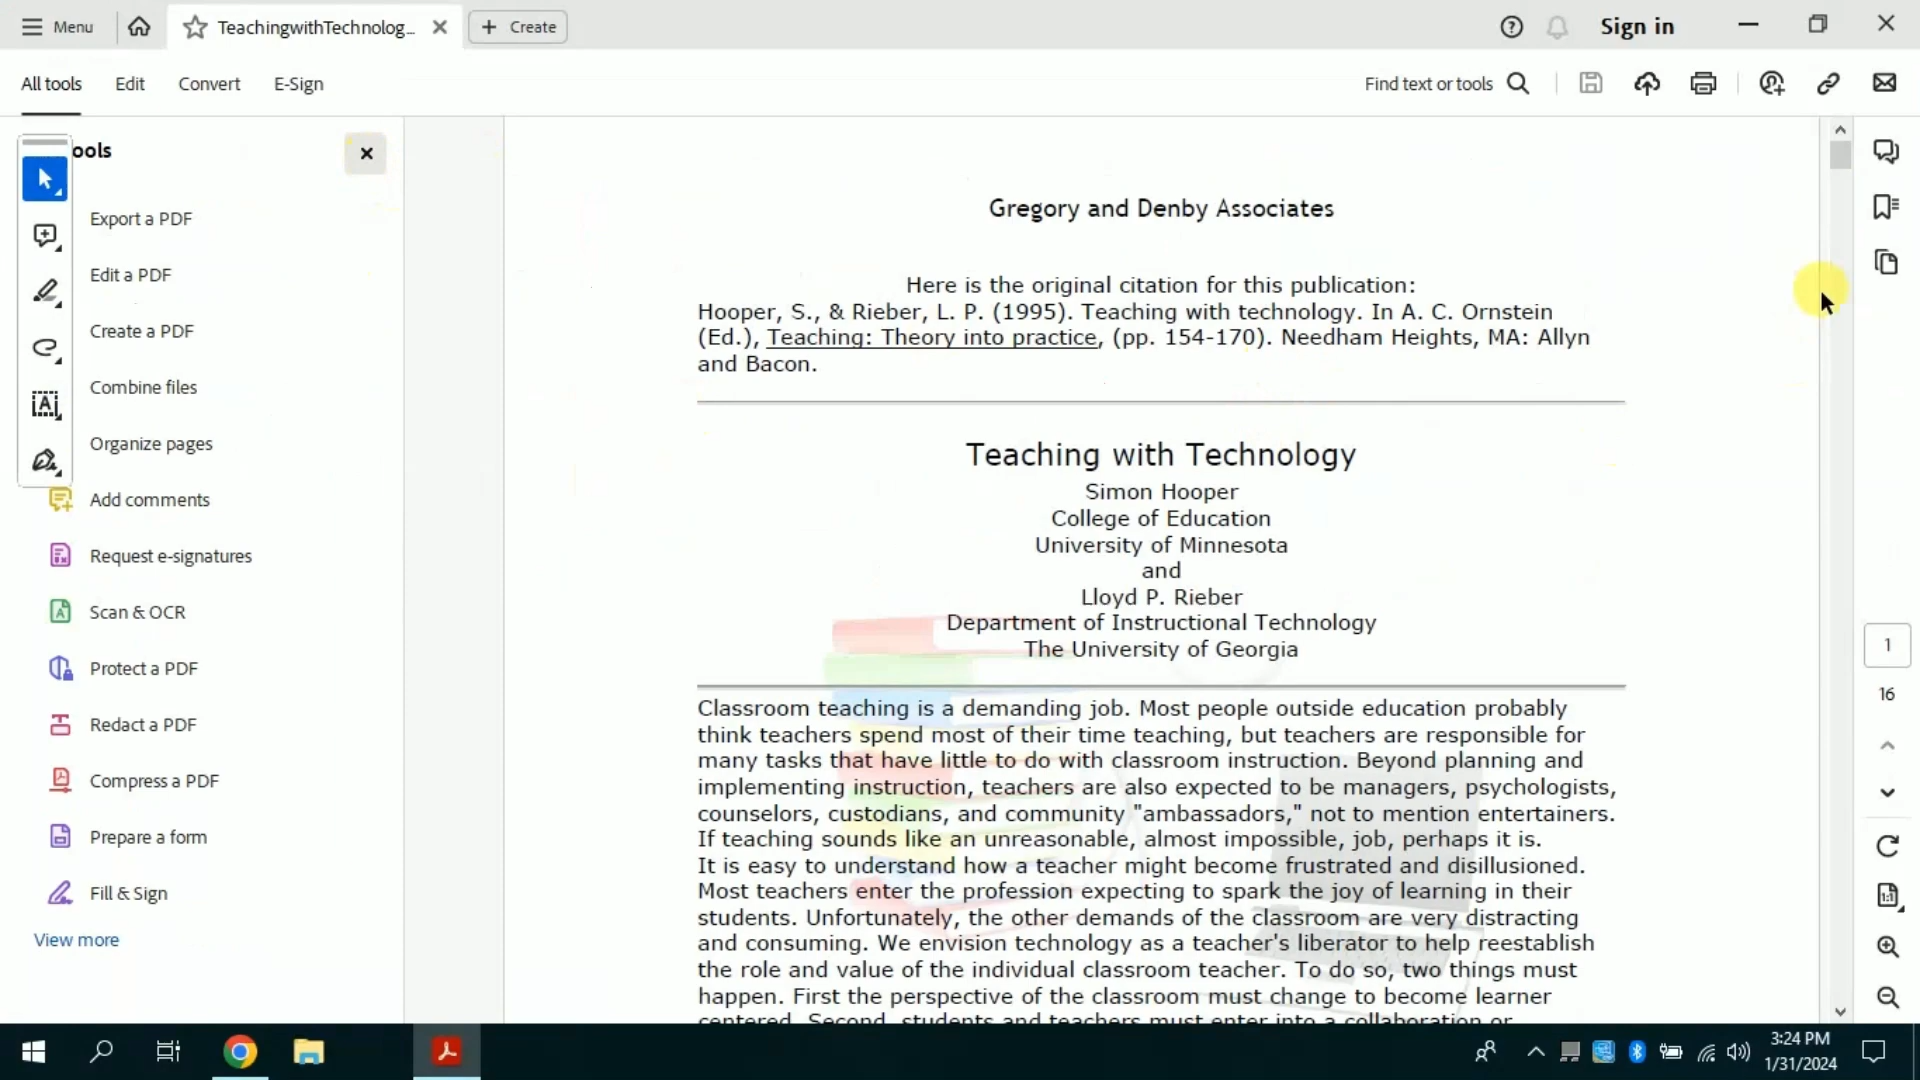 Menu
TeachingwithTechnolog...
Create
Sign in
All tools
Edit
Convert
E-Sign
Find text or tools
ools
Export a PDF
Edit a PDF
Create a PDF
Combine files
Organize pages
Add comments
Request e-signatures
Scan & OCR
Protect a PDF
Redact a PDF
Compress a PDF
Prepare a form
Fill & Sign
View more
Gregory and Denby Associates
Here is the original citation for this publication:
Hooper, S., & Rieber, L. P. (1995). Teaching with technology. In A. C. Ornstein
(Ed.), Teaching: Theory into practice, (pp. 154-170). Needham Heights, MA: Allyn
and Bacon.
Teaching with Technology
Simon Hooper
College of Education
University of Minnesota
and
Lloyd P. Rieber
Department of Instructional Technology
The University of Georgia
Classroom teaching is a demanding job. Most people outside education probably
think teachers spend most of their time teaching, but teachers are responsible for
many tasks that have little to do with classroom instruction. Beyond planning and
implementing instruction, teachers are also expected to be managers, psychologists,
counselors, custodians, and community "ambassadors," not to mention entertainers.
If teaching sounds like an unreasonable, almost impossible, job, perhaps it is.
It is easy to understand how a teacher might become frustrated and disillusioned.
Most teachers enter the profession expecting to spark the joy of learning in their
students. Unfortunately, the other demands of the classroom are very distracting
and consuming. We envision technology as a teacher's liberator to help reestablish
the role and value of the individual classroom teacher. To do so, two things must
happen. First the perspective of the classroom must change to become learner
centered. Second, students and teachers must enter into a collaboration or
1
16
3:24 PM
1/31/2024